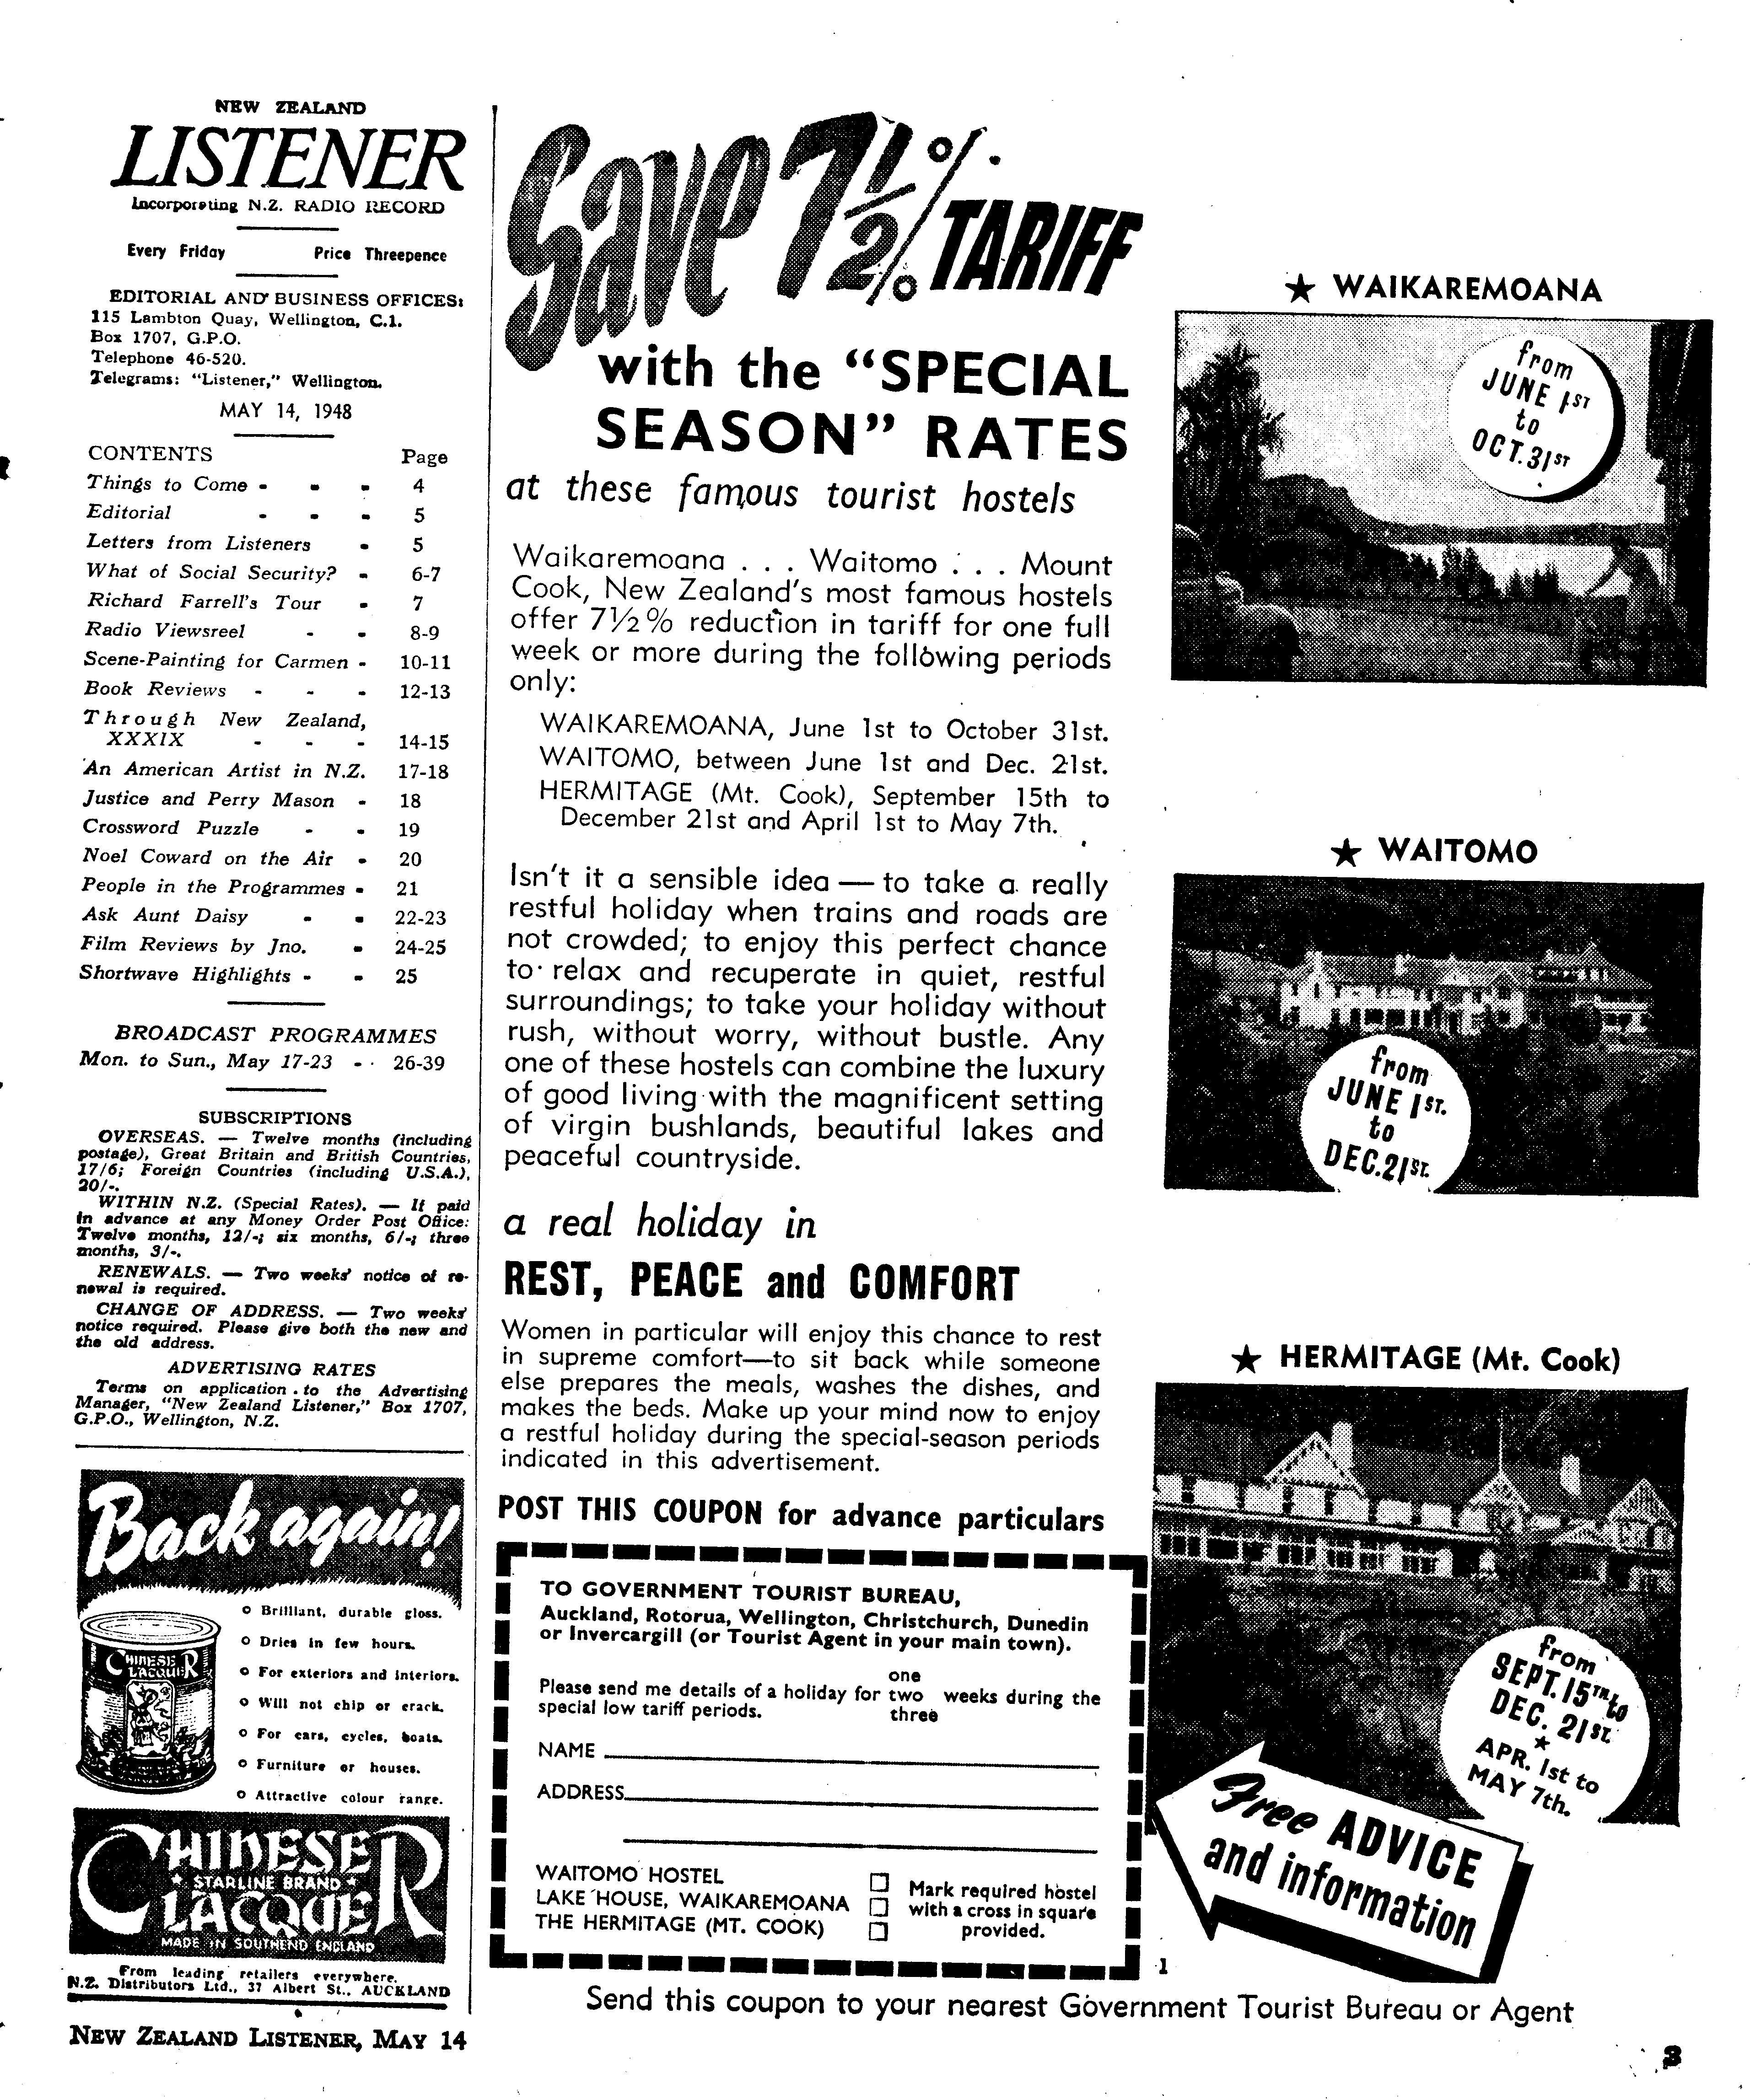 NEW ZEALAND
LISTENER
Incorporating N.Z. RADIO RECORD
Every Friday Price Threepence
EDITORIAL AND BUSINESS OFFICES:
115 Lambton Quay, Wellington, C.1.
Box 1707, G.P.O.
Telephone 46-520.
Telegrams: "Listener," Wellington.
MAY 14, 1948
CONTENTS Page
Things to Come - - - 4
Editorial - - - 5
Letters from Listeners - 5
What of Social Security? - 6-7
Richard Farrell's Tour - 7
Radio Viewsreel - - 8-9
Scene-Painting for Carmen - 10-11
Book Reviews - - - 12-13
Through New Zealand,
XXXIX - - - 14-15
An American Artist in N.Z. 17-18
Justice and Perry Mason - 18
Crossword Puzzle - - 19
Noel Coward on the Air - 20
People in the Programmes - 21
Ask Aunt Daisy - - 22-23
Film Reviews by Jno. - 24-25
Shortwave Highlights - - 25
BROADCAST PROGRAMMES
Mon. to Sun., May 17-23 - - 26-39
SUBSCRIPTIONS
OVERSEAS. — Twelve months (including
postage), Great Britain and British Countries,
17/6; Foreign Countries (including U.S.A.),
20/-.
WITHIN N.Z. (Special Rates). — If paid
in advance at any Money Order Post Office:
Twelve months, 12/-; six months, 6/-; three
months, 3/-.
RENEWALS. — Two weeks' notice of re-
newal is required.
CHANGE OF ADDRESS. — Two weeks'
notice required. Please give both the new and
the old address.
ADVERTISING RATES
Terms on application to the Advertising
Manager, "New Zealand Listener," Box 1707,
G.P.O., Wellington, N.Z.
Back again!
o Brilliant, durable gloss.
o Dries in few hours.
o For exteriors and interiors.
o Will not chip or crack.
o For cars, cycles, boats.
o Furniture or houses.
o Attractive colour range.
CHINESE
LACQUER
CHINESE
STARLINE BRAND
LACQUER
MADE IN SOUTHEND ENGLAND
From leading retailers everywhere.
N.Z. Distributors Ltd., 37 Albert St., AUCKLAND
NEW ZEALAND LISTENER, MAY 14
Save 7½% TARIFF
with the "SPECIAL
SEASON" RATES
at these famous tourist hostels
Waikaremoana . . . Waitomo . . . Mount
Cook, New Zealand's most famous hostels
offer 7½% reduction in tariff for one full
week or more during the following periods
only:
WAIKAREMOANA, June 1st to October 31st.
WAITOMO, between June 1st and Dec. 21st.
HERMITAGE (Mt. Cook), September 15th to
December 21st and April 1st to May 7th.
Isn't it a sensible idea — to take a really
restful holiday when trains and roads are
not crowded; to enjoy this perfect chance
to relax and recuperate in quiet, restful
surroundings; to take your holiday without
rush, without worry, without bustle. Any
one of these hostels can combine the luxury
of good living with the magnificent setting
of virgin bushlands, beautiful lakes and
peaceful countryside.
a real holiday in
REST, PEACE and COMFORT
Women in particular will enjoy this chance to rest
in supreme comfort—to sit back while someone
else prepares the meals, washes the dishes, and
makes the beds. Make up your mind now to enjoy
a restful holiday during the special-season periods
indicated in this advertisement.
POST THIS COUPON for advance particulars
TO GOVERNMENT TOURIST BUREAU,
Auckland, Rotorua, Wellington, Christchurch, Dunedin
or Invercargill (or Tourist Agent in your main town).
one
Please send me details of a holiday for two weeks during the
special low tariff periods. three
NAME
ADDRESS
WAITOMO HOSTEL
LAKE HOUSE, WAIKAREMOANA
THE HERMITAGE (MT. COOK)
Mark required hostel
with a cross in square
provided.
1
Send this coupon to your nearest Government Tourist Bureau or Agent
★ WAIKAREMOANA
from
JUNE 1ST
to
OCT. 31ST
★ WAITOMO
from
JUNE 1ST.
to
DEC. 21ST.
★ HERMITAGE (Mt. Cook)
from
SEPT. 15TH to
DEC. 21ST.
★
APR. 1st to
MAY 7th.
Free ADVICE
and information
3